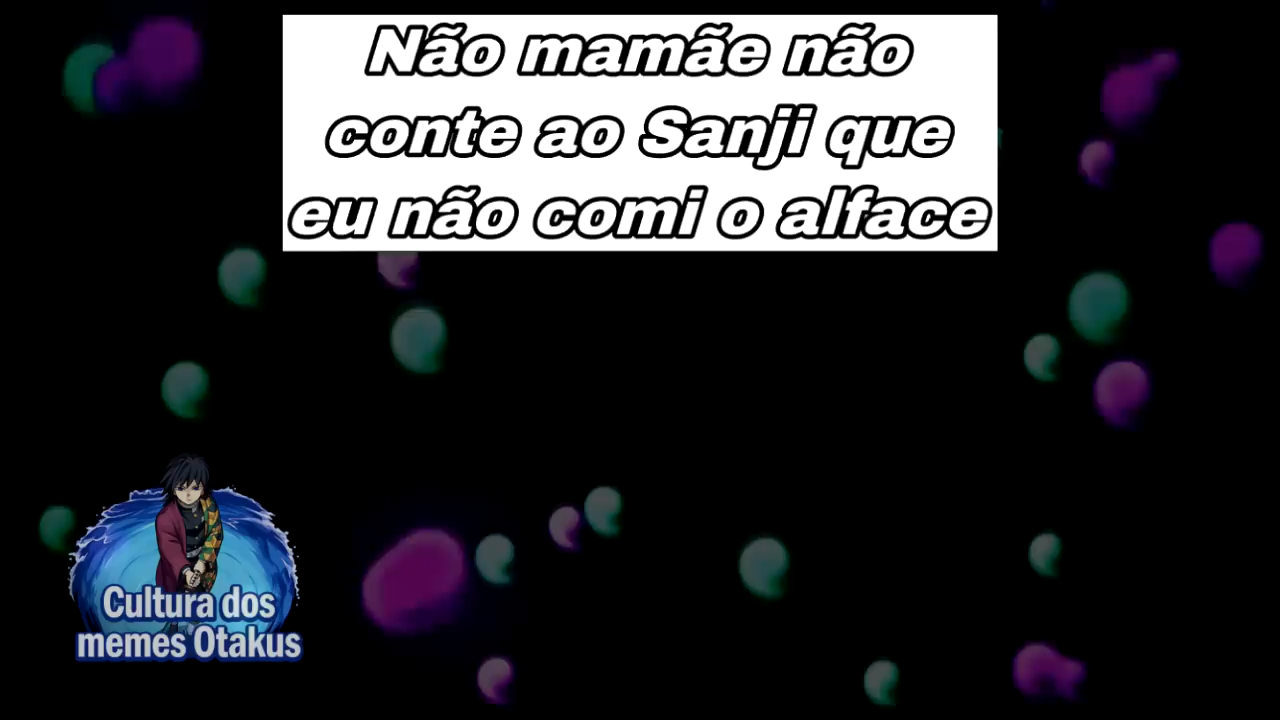 Não mamãe não
conte ao Sanji que
eu não comi o alface
Cultura dos
memes Otakus